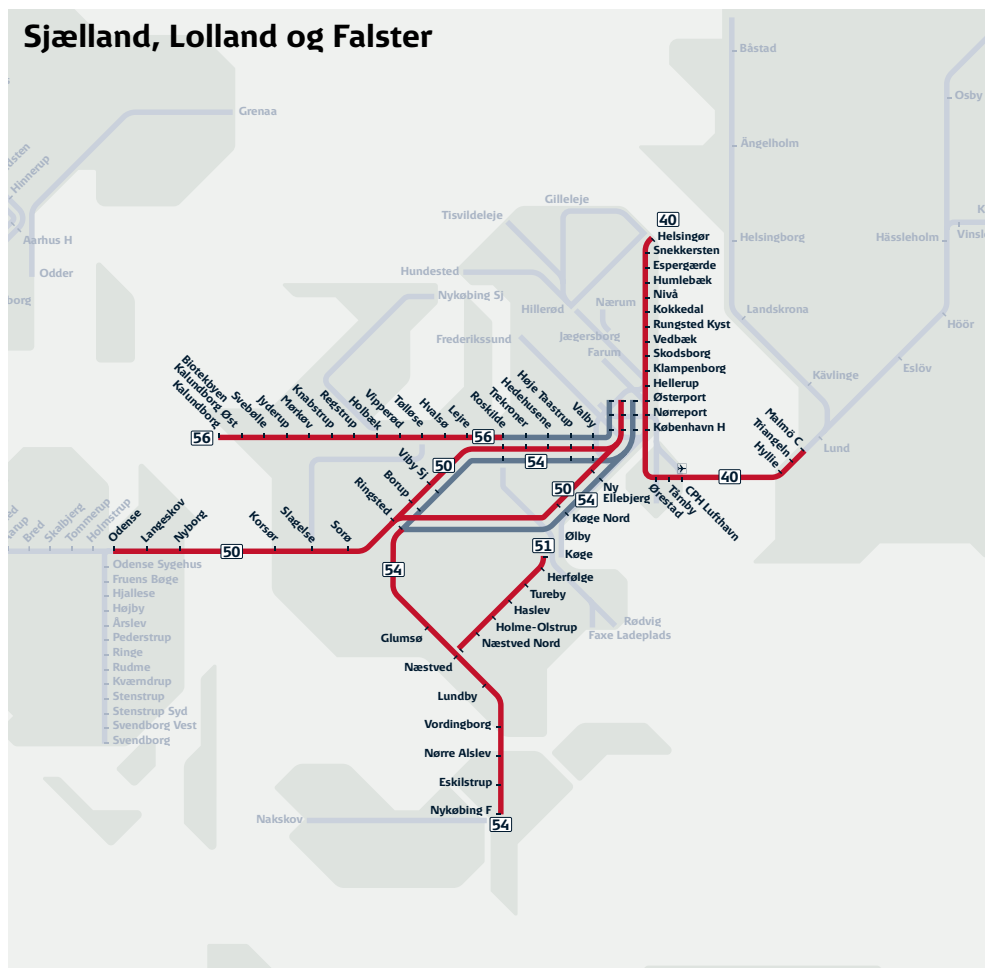 Sjælland, Lolland og Falster
Grenaa
Hinnerup
Aarhus H
Odder
Båstad
Osby
Ängelholm
Helsingborg
Hässleholm
Landskrona
Höör
Eslöv
Kävlinge
Lund
Gilleleje
Tisvildeleje
Hundested
Nykøbing Sj
Hillerød
Nærum
Frederikssund
Jægersborg
Farum
40
Helsingør
Snekkersten
Espergærde
Humlebæk
Nivå
Kokkedal
Rungsted Kyst
Vedbæk
Skodsborg
Klampenborg
Hellerup
Østerport
Nørreport
København H
Malmö C
Triangeln
Hyllie
40
CPH Lufthavn
Tårnby
Ørestad
56
Biotekbyen
Kalundborg Øst
Kalundborg
Svebølle
Jyderup
Mørkøv
Knabstrup
Regstrup
Holbæk
Vipperød
Tølløse
Hvalsø
Lejre
56
Roskilde
Trekroner
Hedehusene
Høje Taastrup
Valby
Viby Sj
50
54
Borup
Ringsted
50
54
Ny
Ellebjerg
Køge Nord
Ølby
Køge
Skalbjerg
Tommerup
Holmstrup
Bred
Odense
Langeskov
Nyborg
50
Korsør
Slagelse
Sorø
54
51
Herfølge
Tureby
Haslev
Holme-Olstrup
Næstved Nord
Rødvig
Faxe Ladeplads
Odense Sygehus
Fruens Bøge
Hjallese
Højby
Årslev
Pederstrup
Ringe
Rudme
Kværndrup
Stenstrup
Stenstrup Syd
Svendborg Vest
Svendborg
Glumsø
Næstved
Lundby
Vordingborg
Nørre Alslev
Eskilstrup
Nykøbing F
54
Nakskov